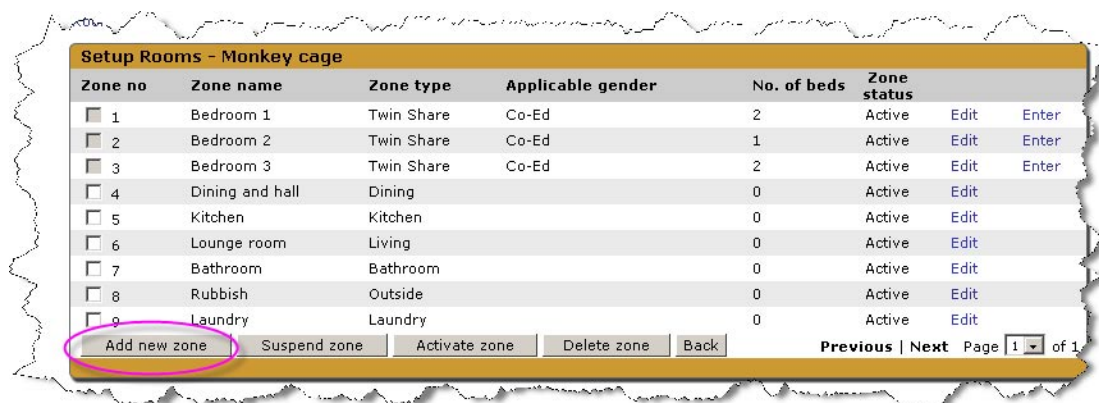 Setup Rooms - Monkey cage
Zone no Zone name Zone type Applicable gender No. of beds Zone status
1 Bedroom 1 Twin Share Co-Ed 2 Active Edit Enter
2 Bedroom 2 Twin Share Co-Ed 1 Active Edit Enter
3 Bedroom 3 Twin Share Co-Ed 2 Active Edit Enter
4 Dining and hall Dining 0 Active Edit
5 Kitchen Kitchen 0 Active Edit
6 Lounge room Living 0 Active Edit
7 Bathroom Bathroom 0 Active Edit
8 Rubbish Outside 0 Active Edit
9 Laundry Laundry 0 Active Edit
Add new zone Suspend zone Activate zone Delete zone Back Previous | Next Page 1 of 1